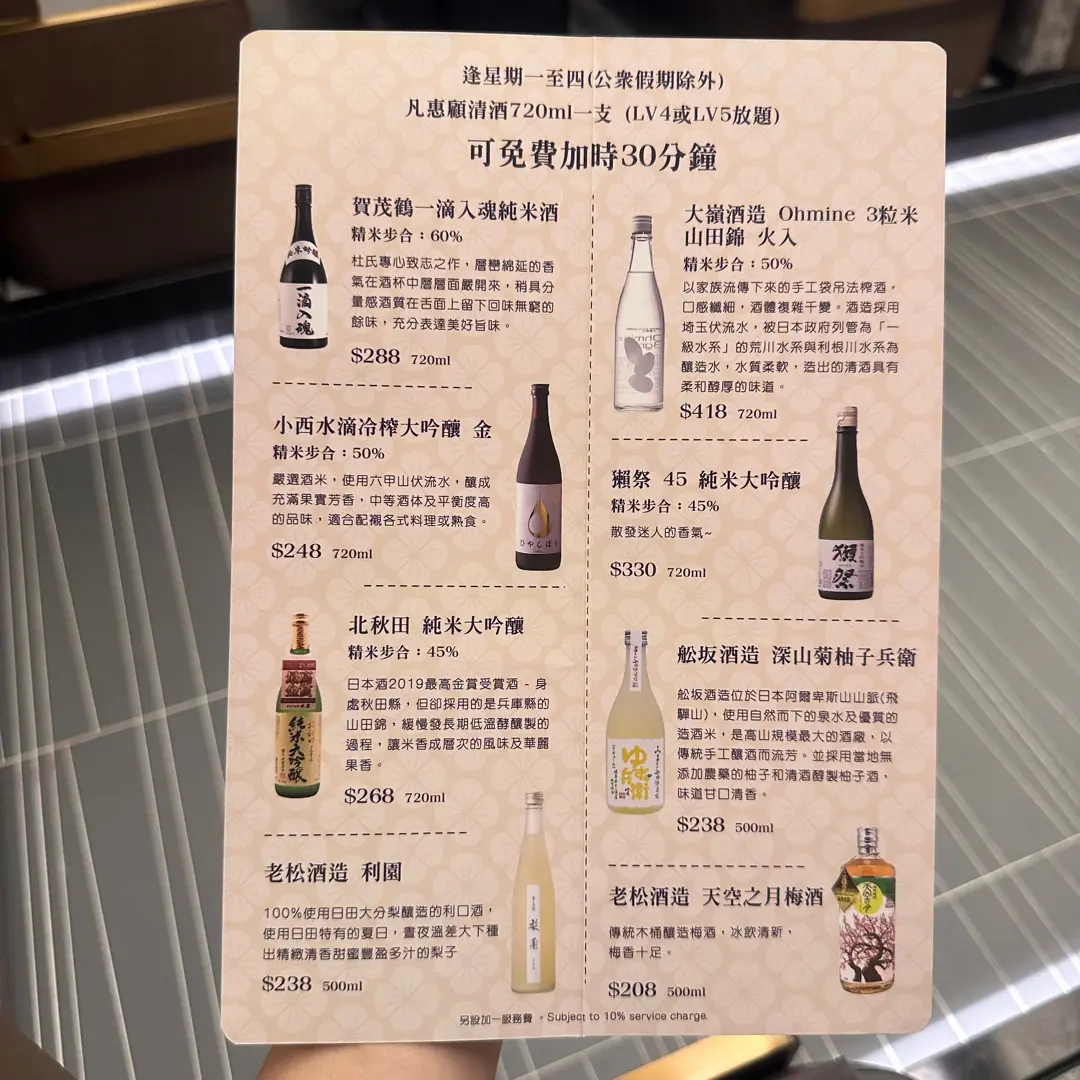 逢星期一至四(公眾假期除外)
凡惠顧清酒720ml一支 (LV4或LV5放題)
可免費加時30分鐘
賀茂鶴一滴入魂純米酒
精米步合：60%
杜氏專心致志之作，層巒綿延的香
氣在酒杯中層層面嚴開來，稍具分
量感酒質在舌面上留下回味無窮的
餘味，充分表達美好旨味。
$288 720ml
純米吟醸
一滴入魂
小西水滴冷榨大吟釀 金
精米步合：50%
嚴選酒米，使用六甲山伏流水，釀成
充滿果實芳香，中等酒体及平衡度高
的品味，適合配襯各式料理或熟食。
$248 720ml
ひやしぼり
北秋田 純米大吟釀
精米步合：45%
日本酒2019最高金賞受賞酒 - 身
處秋田縣，但卻採用的是兵庫縣的
山田錦，緩慢發長期低溫酵釀製的
過程，讓米香成層次的風味及華麗
果香。
$268 720ml
純米大吟醸
老松酒造 利園
100%使用日田大分梨釀造的利口酒，
使用日田特有的夏日，晝夜溫差大下種
出精緻清香甜蜜豐盈多汁的梨子
$238 500ml
梨園
大嶺酒造 Ohmine 3粒米
山田錦 火入
精米步合：50%
以家族流傳下來的手工袋吊法榨酒，
口感纖細，酒體複雜千變。酒造採用
埼玉伏流水，被日本政府列管為「一
級水系」的荒川水系與利根川水系為
釀造水，水質柔軟，造出的清酒具有
柔和醇厚的味道。
$418 720ml
獺祭 45 純米大吟釀
精米步合：45%
散發迷人的香氣~
$330 720ml
獺祭
舩坂酒造 深山菊柚子兵衛
舩坂酒造位於日本阿爾卑斯山山脈(飛
驒山)，使用自然而下的泉水及優質的
造酒米，是高山規模最大的酒廠，以
傳統手工釀酒而流芳。並採用當地無
添加農藥的柚子和清酒醇製柚子酒，
味道甘口清香。
$238 500ml
ゆず兵衛
老松酒造 天空之月梅酒
傳統木桶釀造梅酒，冰飲清新，
梅香十足。
$208 500ml
另設加一服務費。Subject to 10% service charge.